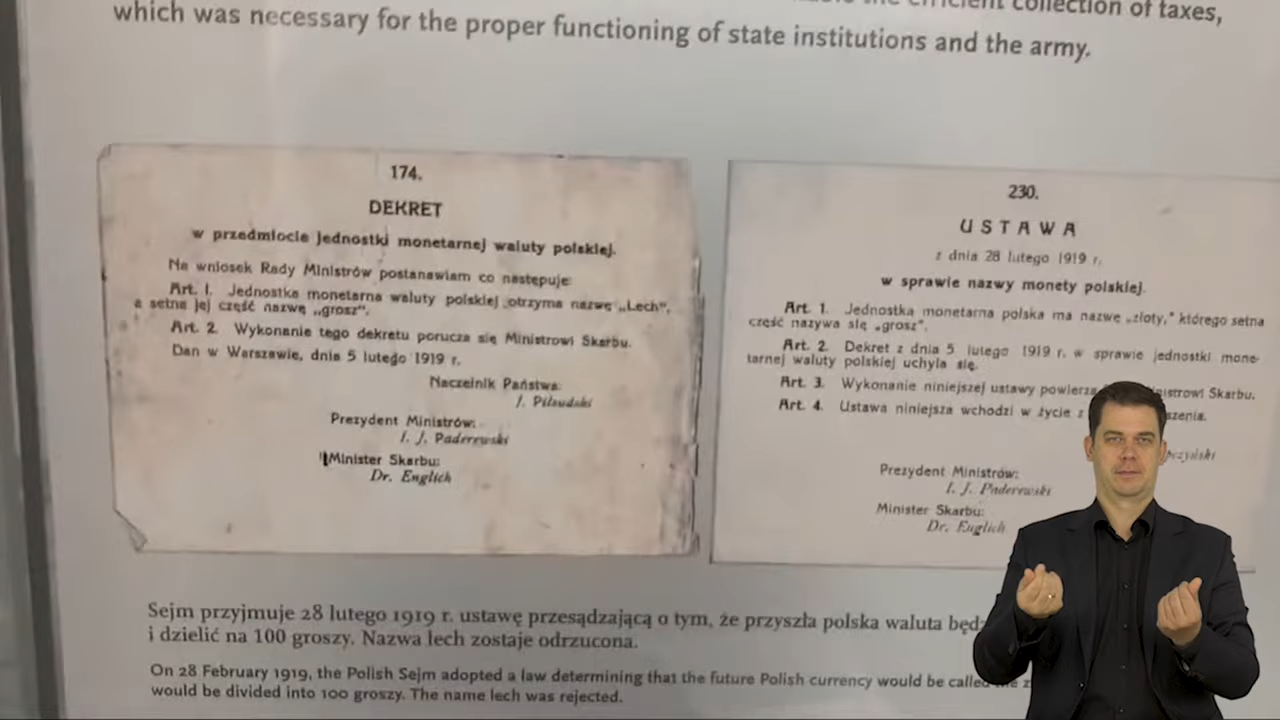 efficient collection of taxes,
which was necessary for the proper functioning of state institutions and the army.
174.
DEKRET
w przedmiocie jednostki monetarnej waluty polskiej.
Na wniosek Rady Ministrów postanawiam co następuje:
Art. 1. Jednostka monetarna waluty polskiej otrzyma nazwę „Lech",
a setna jej część nazwę „grosz".
Art. 2. Wykonanie tego dekretu porucza się Ministrowi Skarbu.
Dan w Warszawie, dnia 5 lutego 1919 r.
Naczelnik Państwa:
J. Piłsudski
Prezydent Ministrów:
I. J. Paderewski
Minister Skarbu:
Dr. Englich
230.
USTAWA
z dnia 28 lutego 1919 r.
w sprawie nazwy monety polskiej.
Art. 1. Jednostka monetarna polska ma nazwę „złoty," którego setna
część nazywa się „grosz".
Art. 2. Dekret z dnia 5 lutego 1919 r. w sprawie jednostki mone-
tarnej waluty polskiej uchyla się.
Art. 3. Wykonanie niniejszej ustawy powierza Skarbu.
Art. 4. Ustawa niniejsza wchodzi w życie z
Prezydent Ministrów:
I. J. Paderewski
Minister Skarbu:
Dr. Englich
Sejm przyjmuje 28 lutego 1919 r. ustawę przesądzającą o tym, że przyszła polska waluta
i dzielić na 100 groszy. Nazwa lech zostaje odrzucona.
On 28 February 1919, the Polish Sejm adopted a law determining that the future Polish currency would be called
would be divided into 100 groszy. The name lech was rejected.